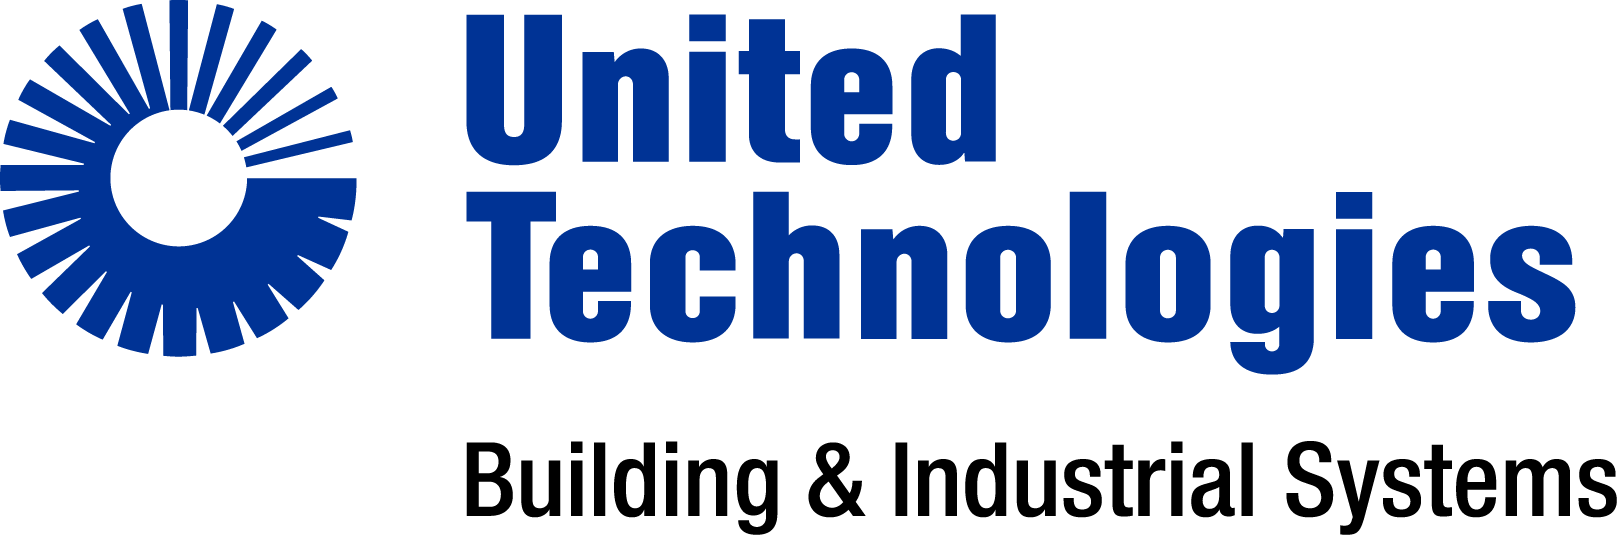 United
Technologies
Building & Industrial Systems